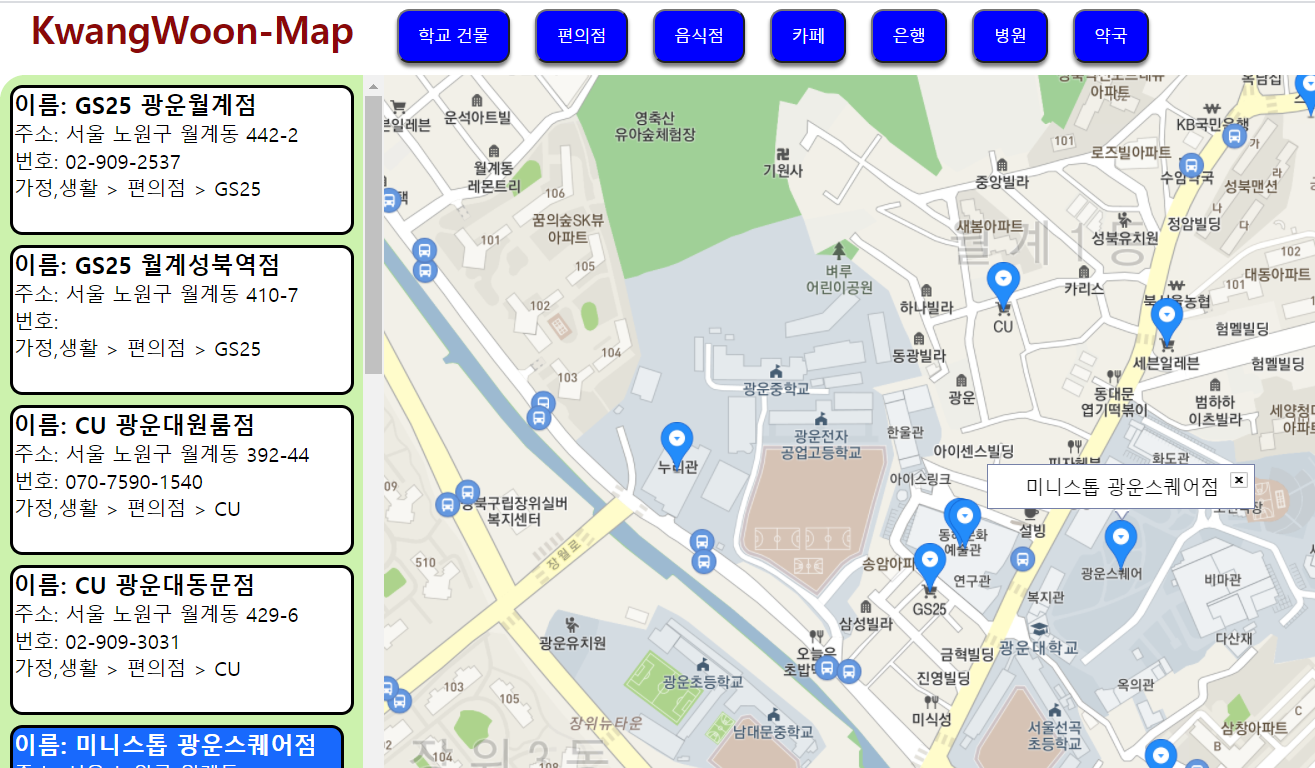 KwangWoon-Map
학교 건물
편의점
음식점
카페
은행
병원
약국
이름: GS25 광운월계점
주소: 서울 노원구 월계동 442-2
번호: 02-909-2537
가정,생활 > 편의점 > GS25
이름: GS25 월계성북역점
주소: 서울 노원구 월계동 410-7
번호:
가정,생활 > 편의점 > GS25
이름: CU 광운대원룸점
주소: 서울 노원구 월계동 392-44
번호: 070-7590-1540
가정,생활 > 편의점 > CU
이름: CU 광운대동문점
주소: 서울 노원구 월계동 429-6
번호: 02-909-3031
가정,생활 > 편의점 > CU
이름: 미니스톱 광운스퀘어점
운석아트빌
영축산
유아숲체험장
아파트
KB국민은행
가
101
로즈빌아파트
월계동
레몬트리
기원사
중앙빌라
수암약국
라
성북맨션
106
나
꿈의숲SK뷰
아파트
101
새봄아파트
월계1동
성북유치원
정암빌딩
다
105
벼루
어린이공원
카리스
102
대동아파트
하나빌라
북서울농협
102
CU
험멜빌딩
104
동광빌라
세븐일레븐
험멜빌딩
103
광운중학교
광운
동대문
엽기떡볶이
범하하
이츠빌라
광운전자
공업고등학교
한울관
아이센스빌딩
화도관
누리관
아이스링크
미니스톱 광운스퀘어점
북구립장위실버
복지센터
설빙
예술관
장월로
송암아파
연구관
광운스퀘어
비마관
GS25
복지관
삼성빌라
광운유치원
오늘은
초밥
금혁빌딩
광운대학교
다산재
103
105
광운초등학교
진영빌딩
옥의관
장위뉴타운
미식성
남대문중학교
서울선곡
초등학교
삼창아파트
C
B
장위3동
104
108